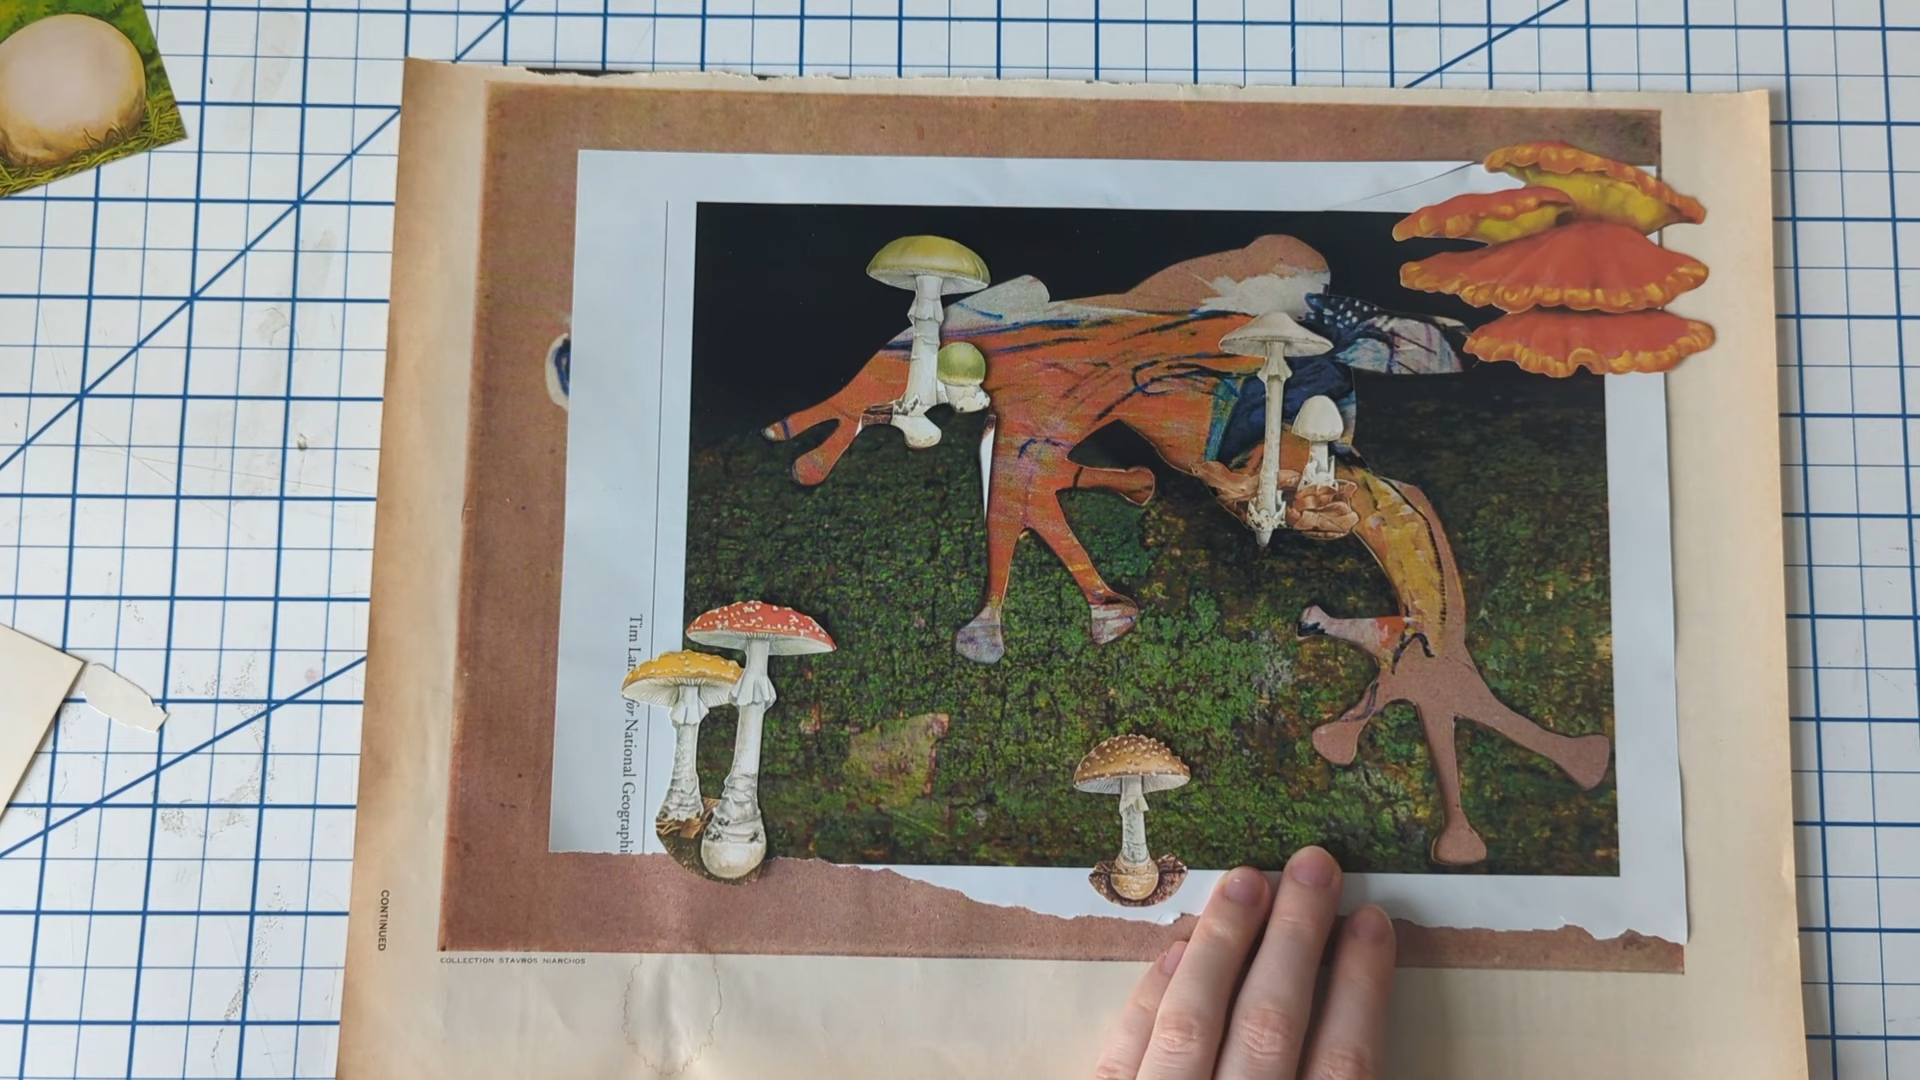 Tim La for National Geographi
CONTINUED
COLLECTION STAVROS NIARCHOS